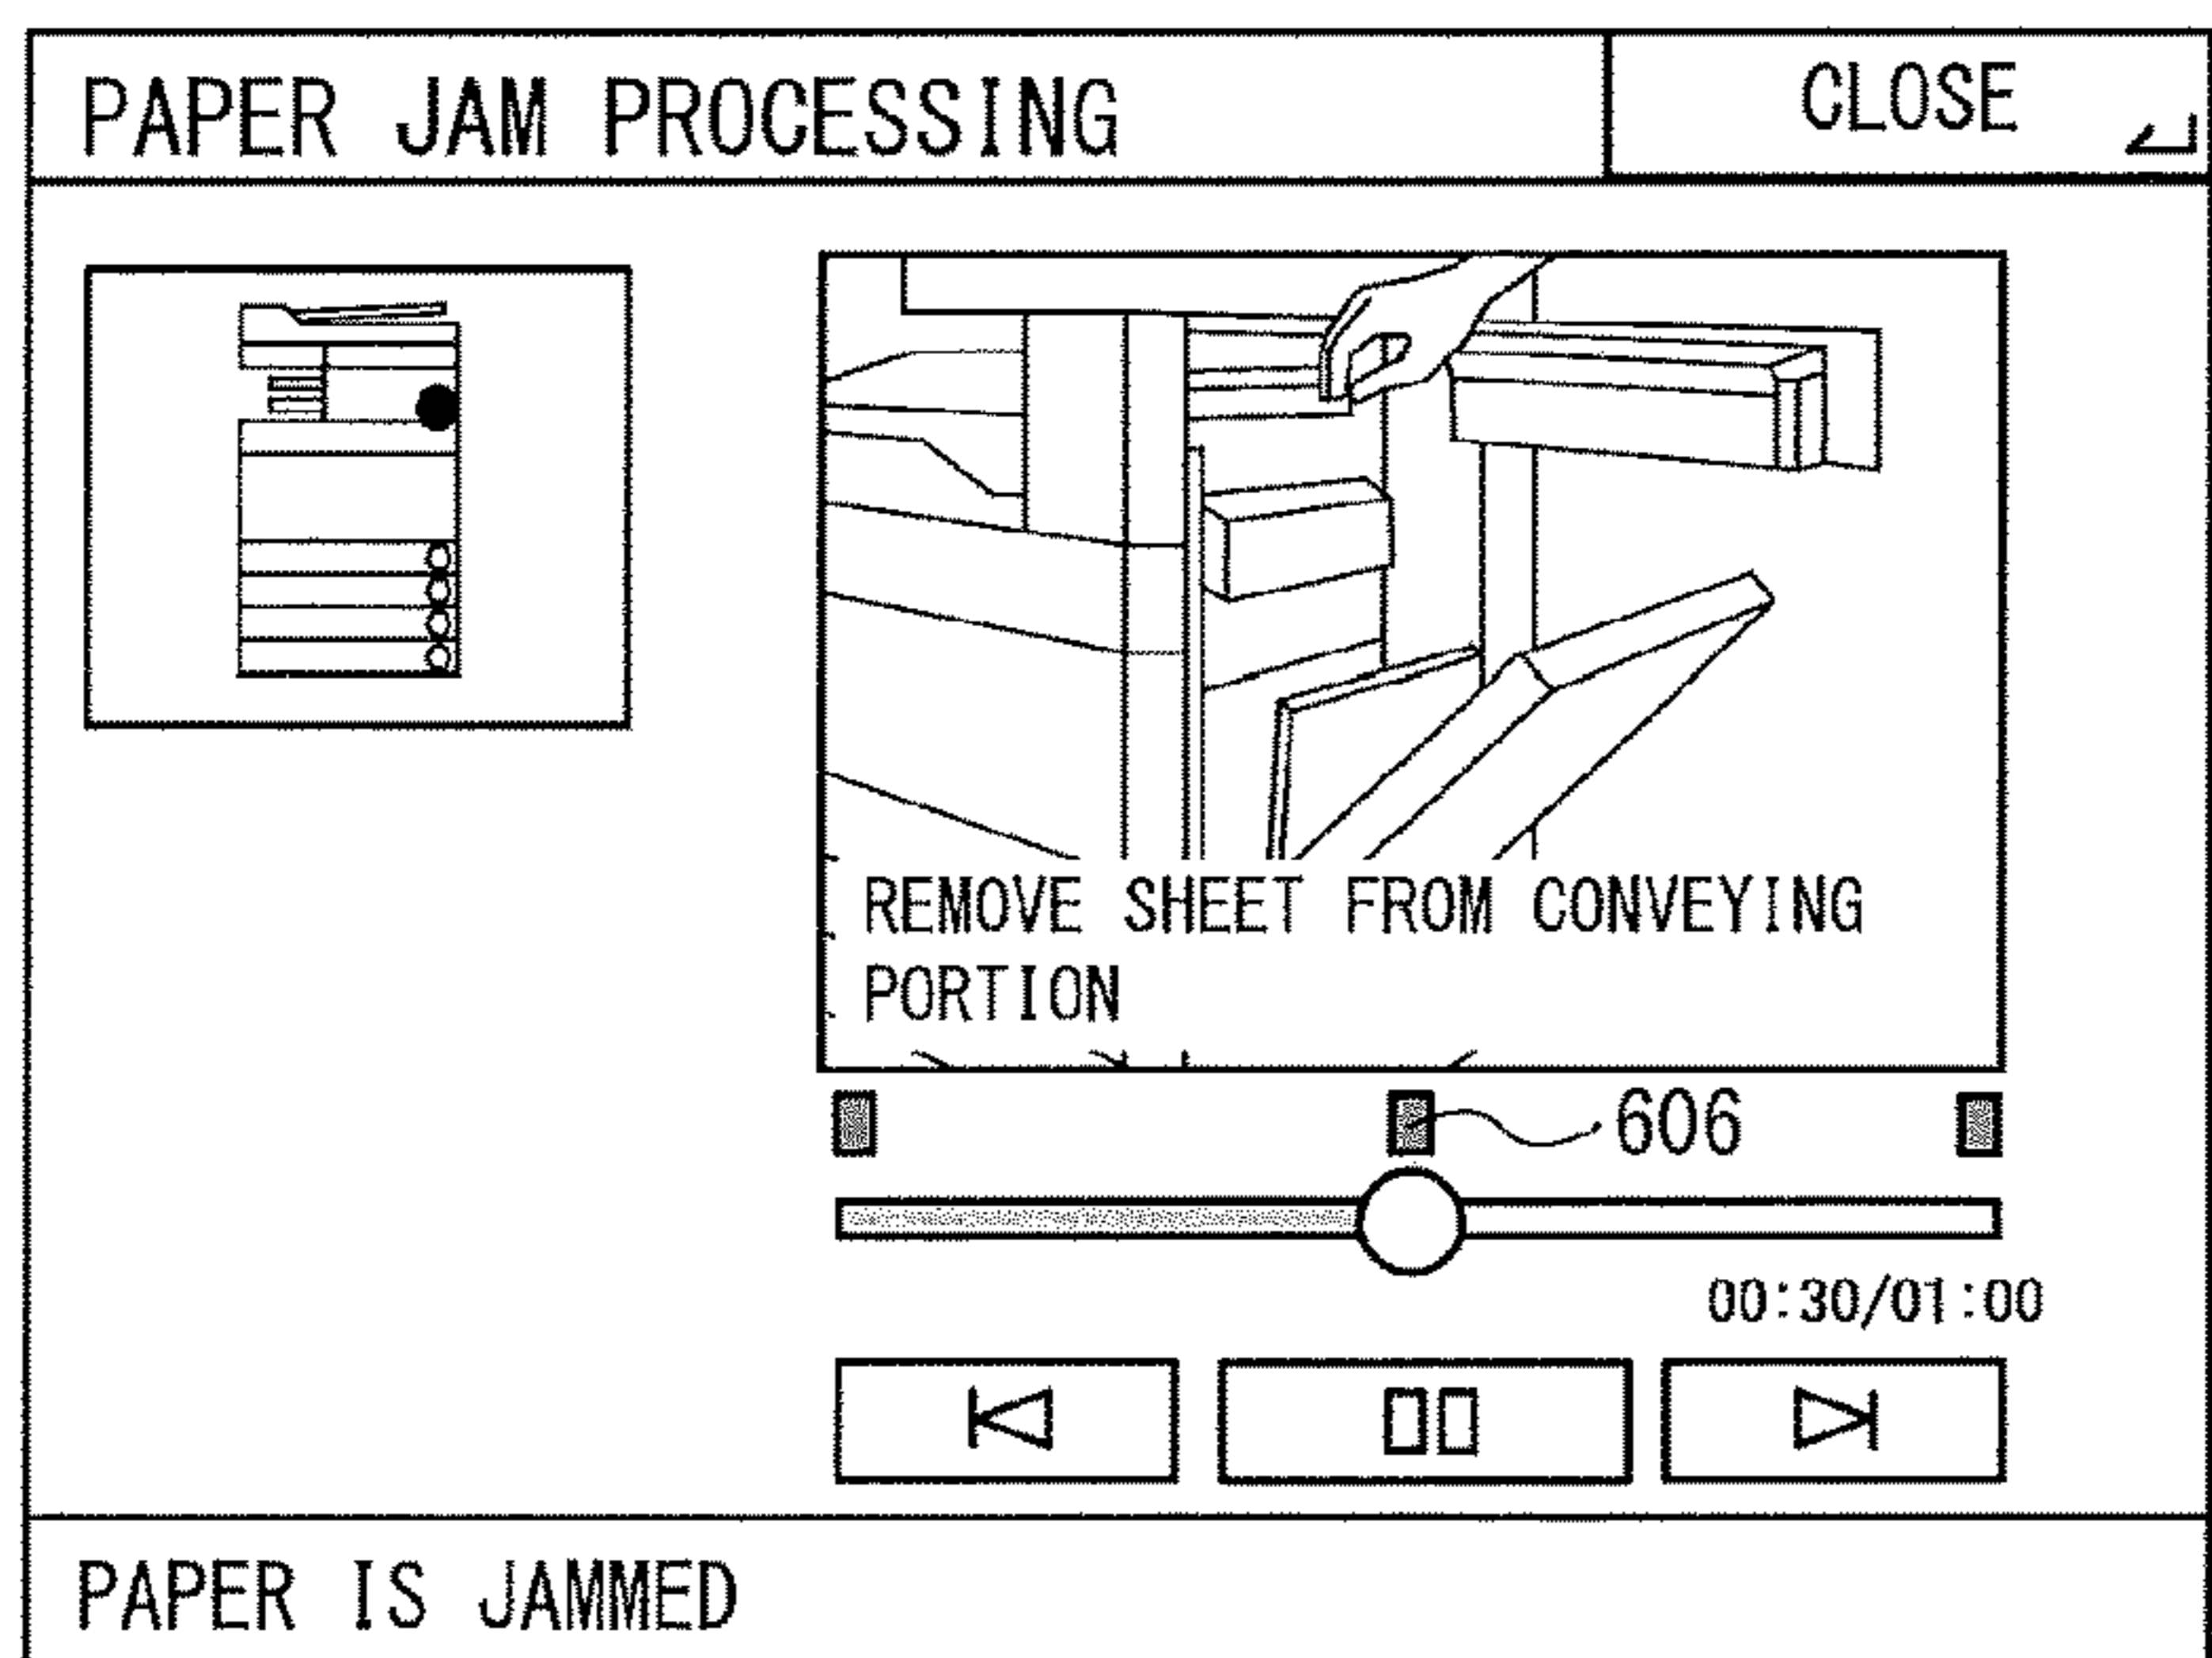 PAPER JAM PROCESSING
CLOSE
REMOVE SHEET FROM CONVEYING
PORTION
606
00:30/01:00
PAPER IS JAMMED